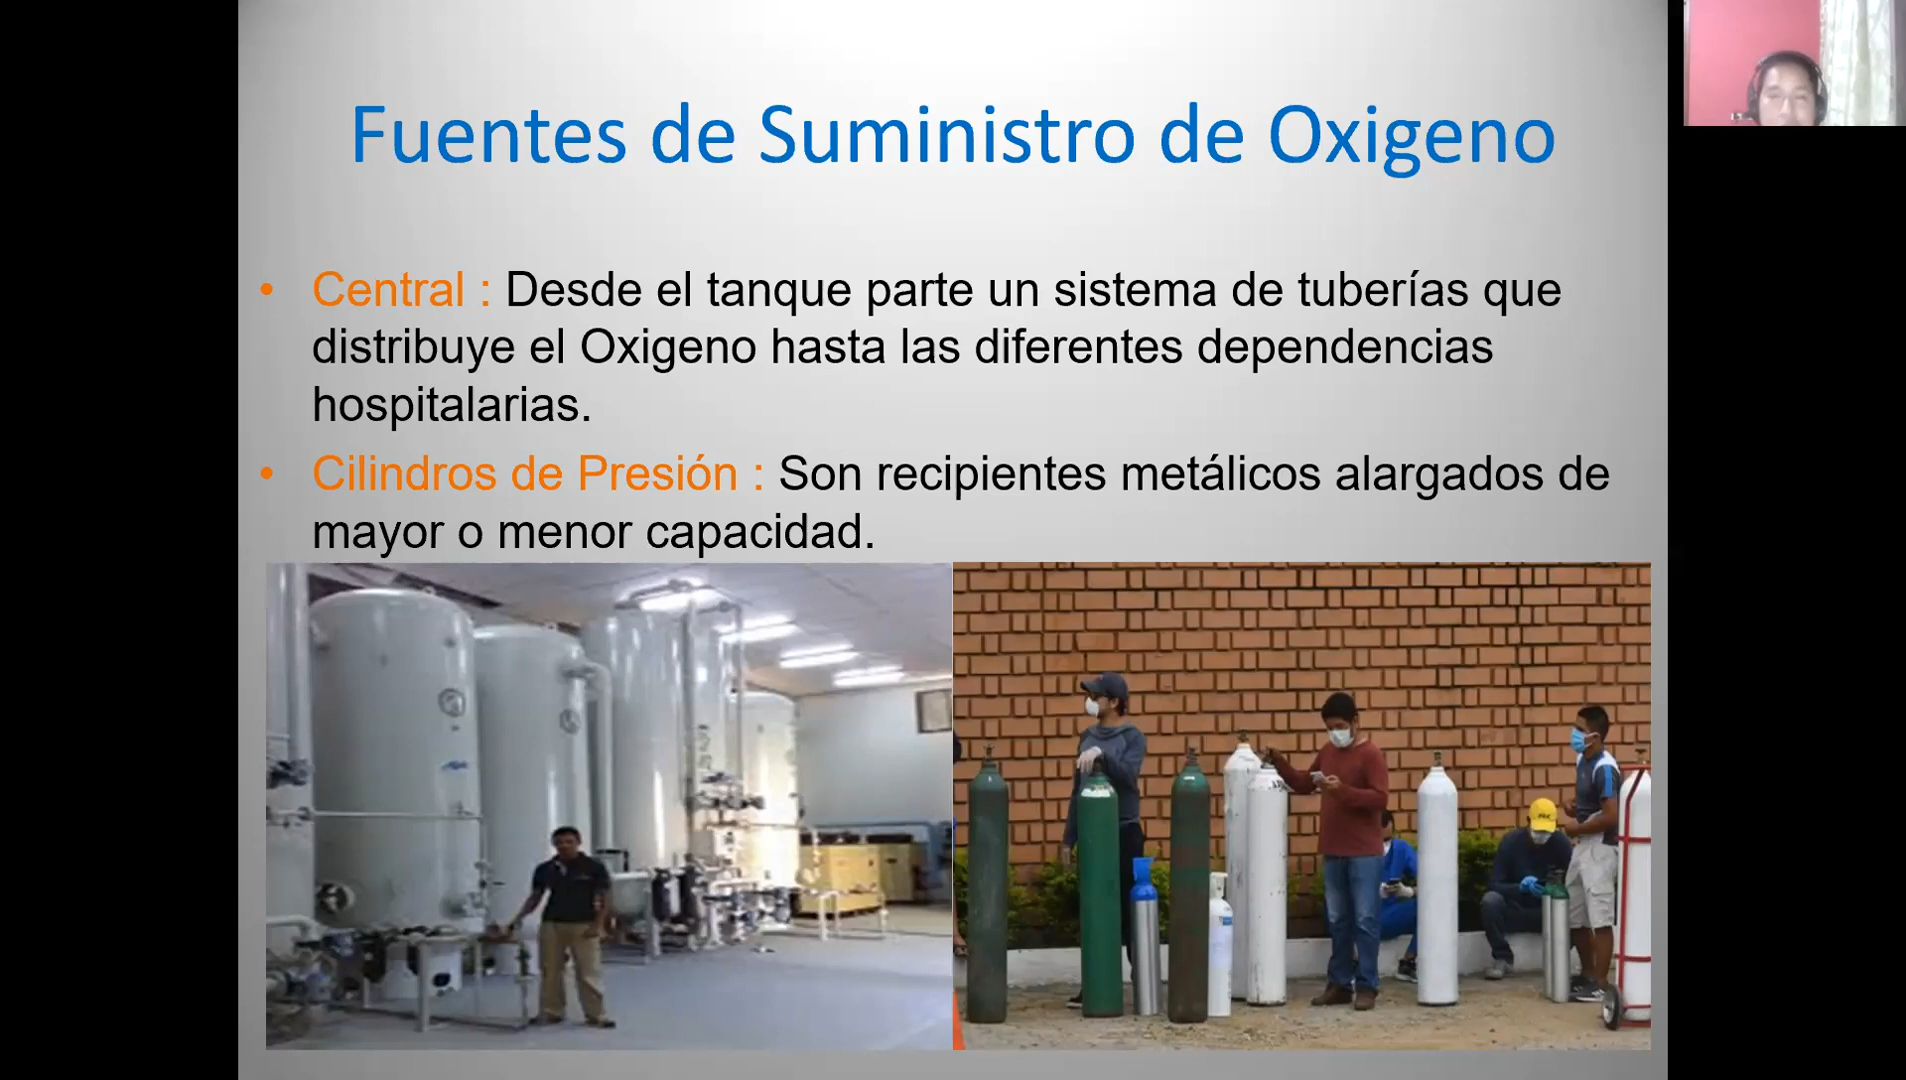 Fuentes de Suministro de Oxigeno
• Central : Desde el tanque parte un sistema de tuberías que
distribuye el Oxigeno hasta las diferentes dependencias
hospitalarias.
• Cilindros de Presión : Son recipientes metálicos alargados de
mayor o menor capacidad.